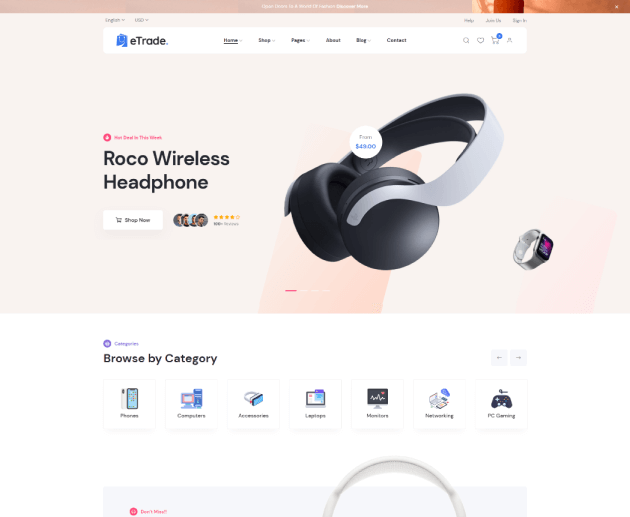 Open Doors To A World Of Fashion Discover More
English
USD
Help
Join Us
Sign In
eTrade.
Home
Shop
Pages
About
Blog
Contact
From
$49.00
Hot Deal In This Week
Roco Wireless
Headphone
Shop Now
100+ Reviews
Categories
Browse by Category
Phones
Computers
Accessories
Laptops
Monitors
Networking
PC Gaming
Don't Miss!!